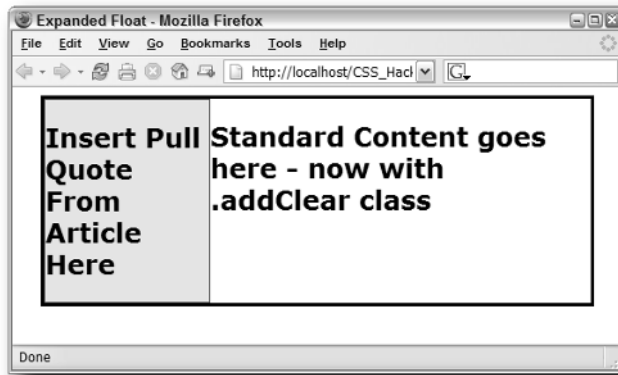 Expanded Float - Mozilla Firefox
File Edit View Go Bookmarks Tools Help
http://localhost/CSS_Hacl
G
Insert Pull
Quote
From
Article
Here
Standard Content goes
here - now with
.addClear class
Done